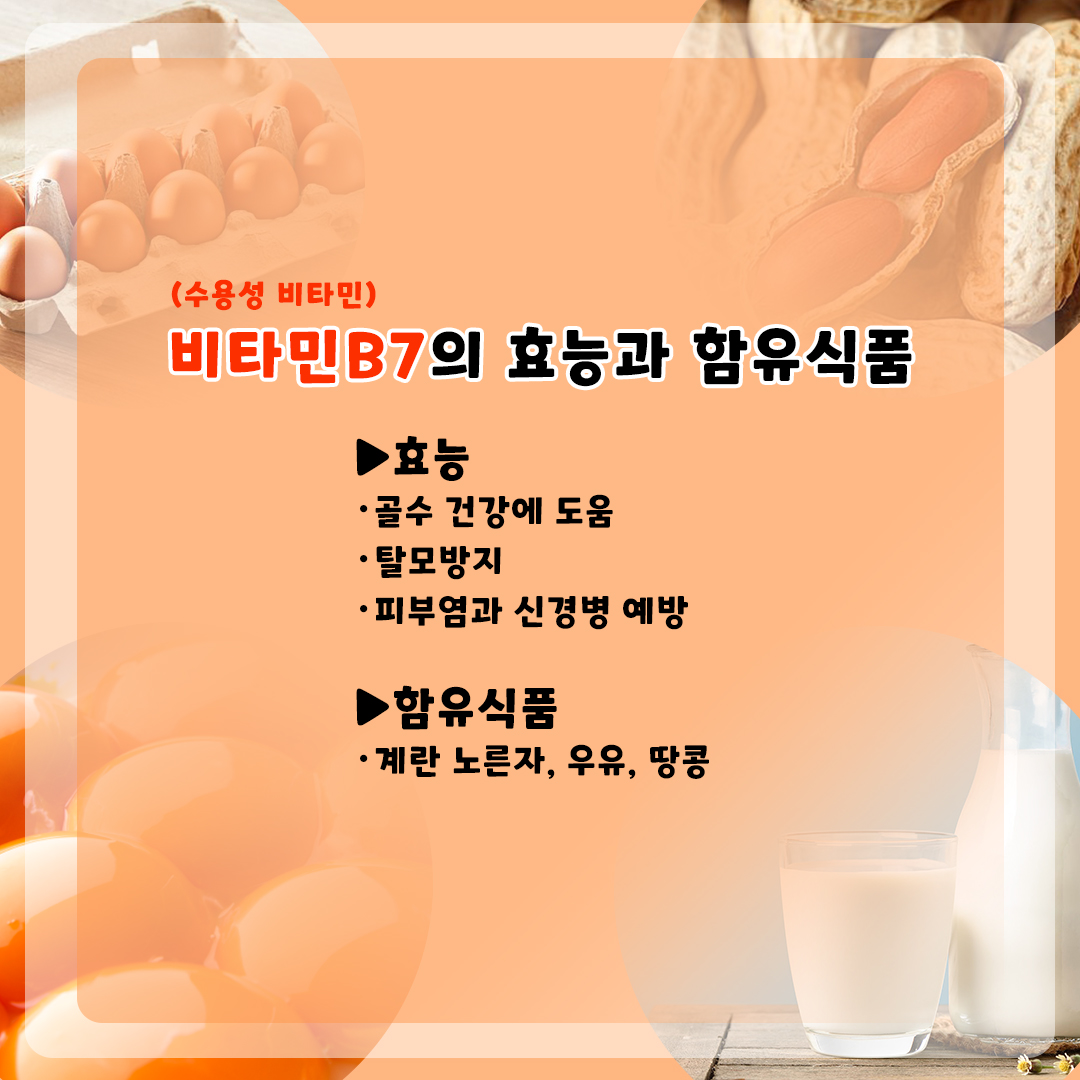 (수용성 비타민)
비타민B7의 효능과 함유식품
▶효능
·골수 건강에 도움
·탈모방지
·피부염과 신경병 예방
▶함유식품
·계란 노른자, 우유, 땅콩